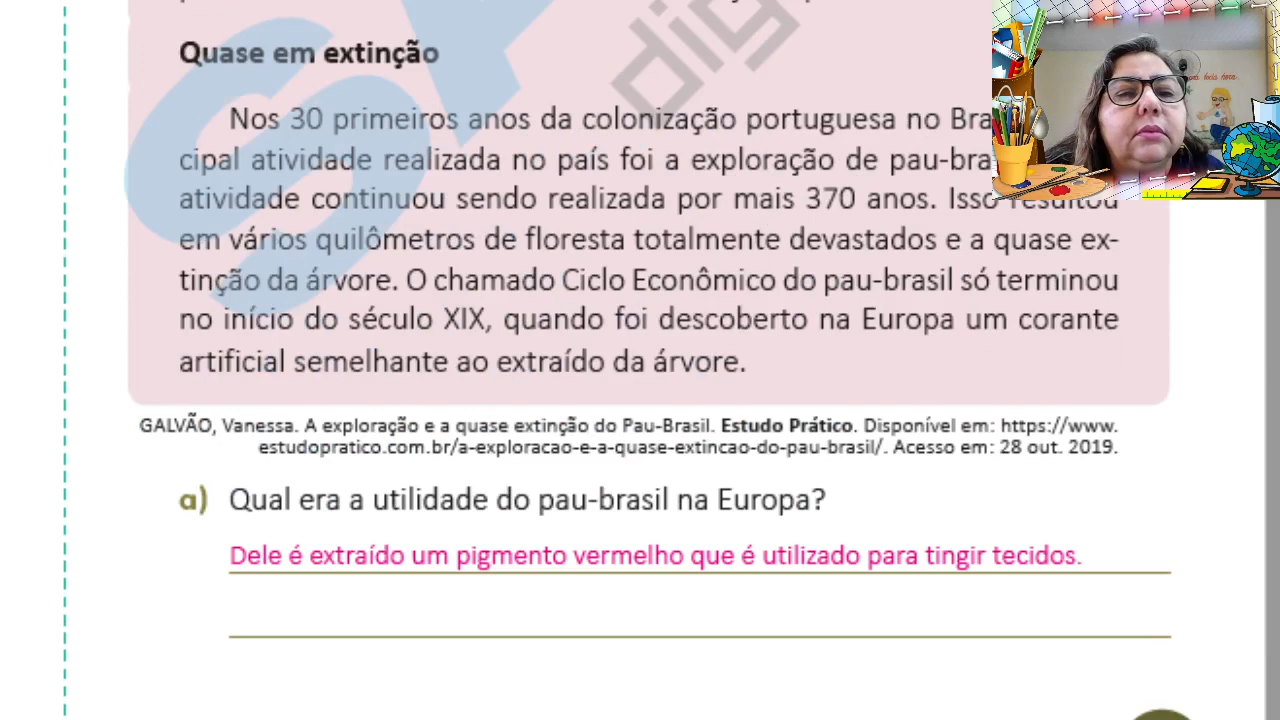 Quase em extinção
Nos 30 primeiros anos da colonização portuguesa no Bra
cipal atividade realizada no país foi a exploração de pau-bra
atividade continuou sendo realizada por mais 370 anos. Isso resultou
em vários quilômetros de floresta totalmente devastados e a quase ex-
tinção da árvore. O chamado Ciclo Econômico do pau-brasil só terminou
no início do século XIX, quando foi descoberto na Europa um corante
artificial semelhante ao extraído da árvore.
GALVÃO, Vanessa. A exploração e a quase extinção do Pau-Brasil. Estudo Prático. Disponível em: https://www.
estudopratico.com.br/a-exploracao-e-a-quase-extincao-do-pau-brasil/. Acesso em: 28 out. 2019.
a) Qual era a utilidade do pau-brasil na Europa?
Dele é extraído um pigmento vermelho que é utilizado para tingir tecidos.